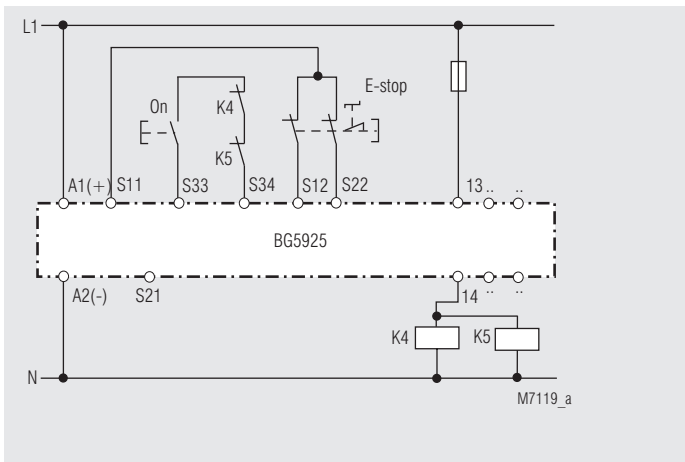 L1
E-stop
On
K4
K5
A1(+) S11 S33 S34 S12 S22 13 .. ..
BG5925
A2(-) S21 14 .. ..
K4 K5
N
M7119_a